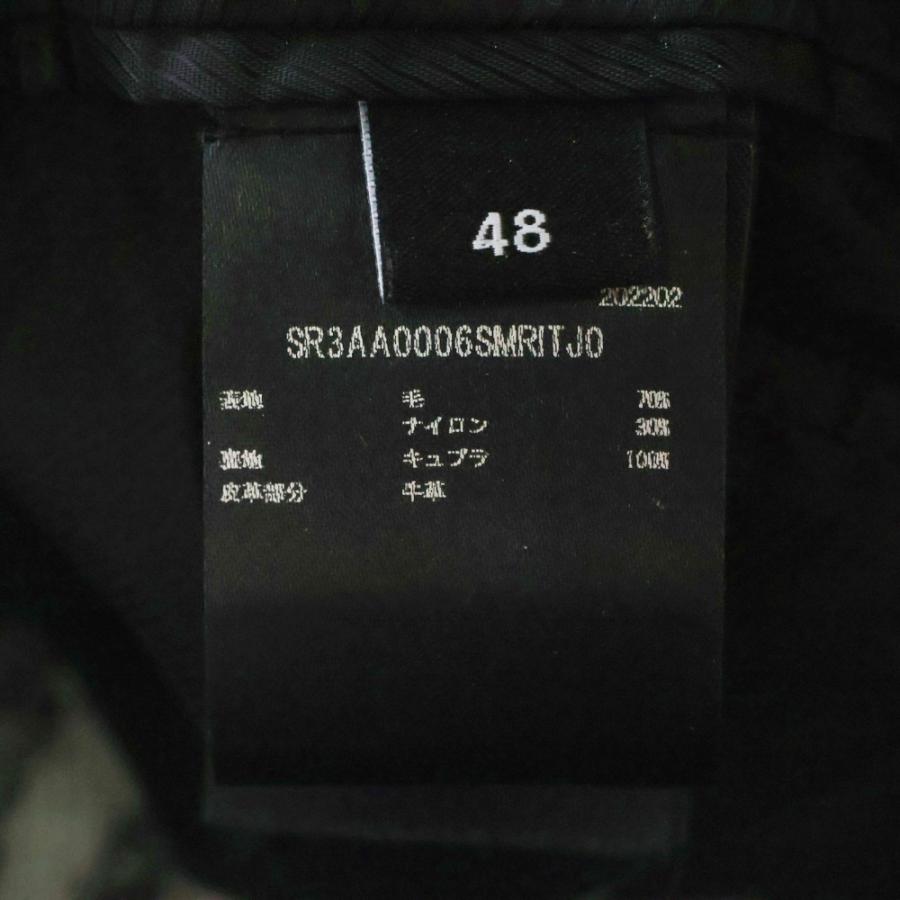 48
202202
SR3AA0006SMRITJ0
表地 毛 70%
ナイロン 30%
裏地 キュプラ 100%
皮革部分 牛革